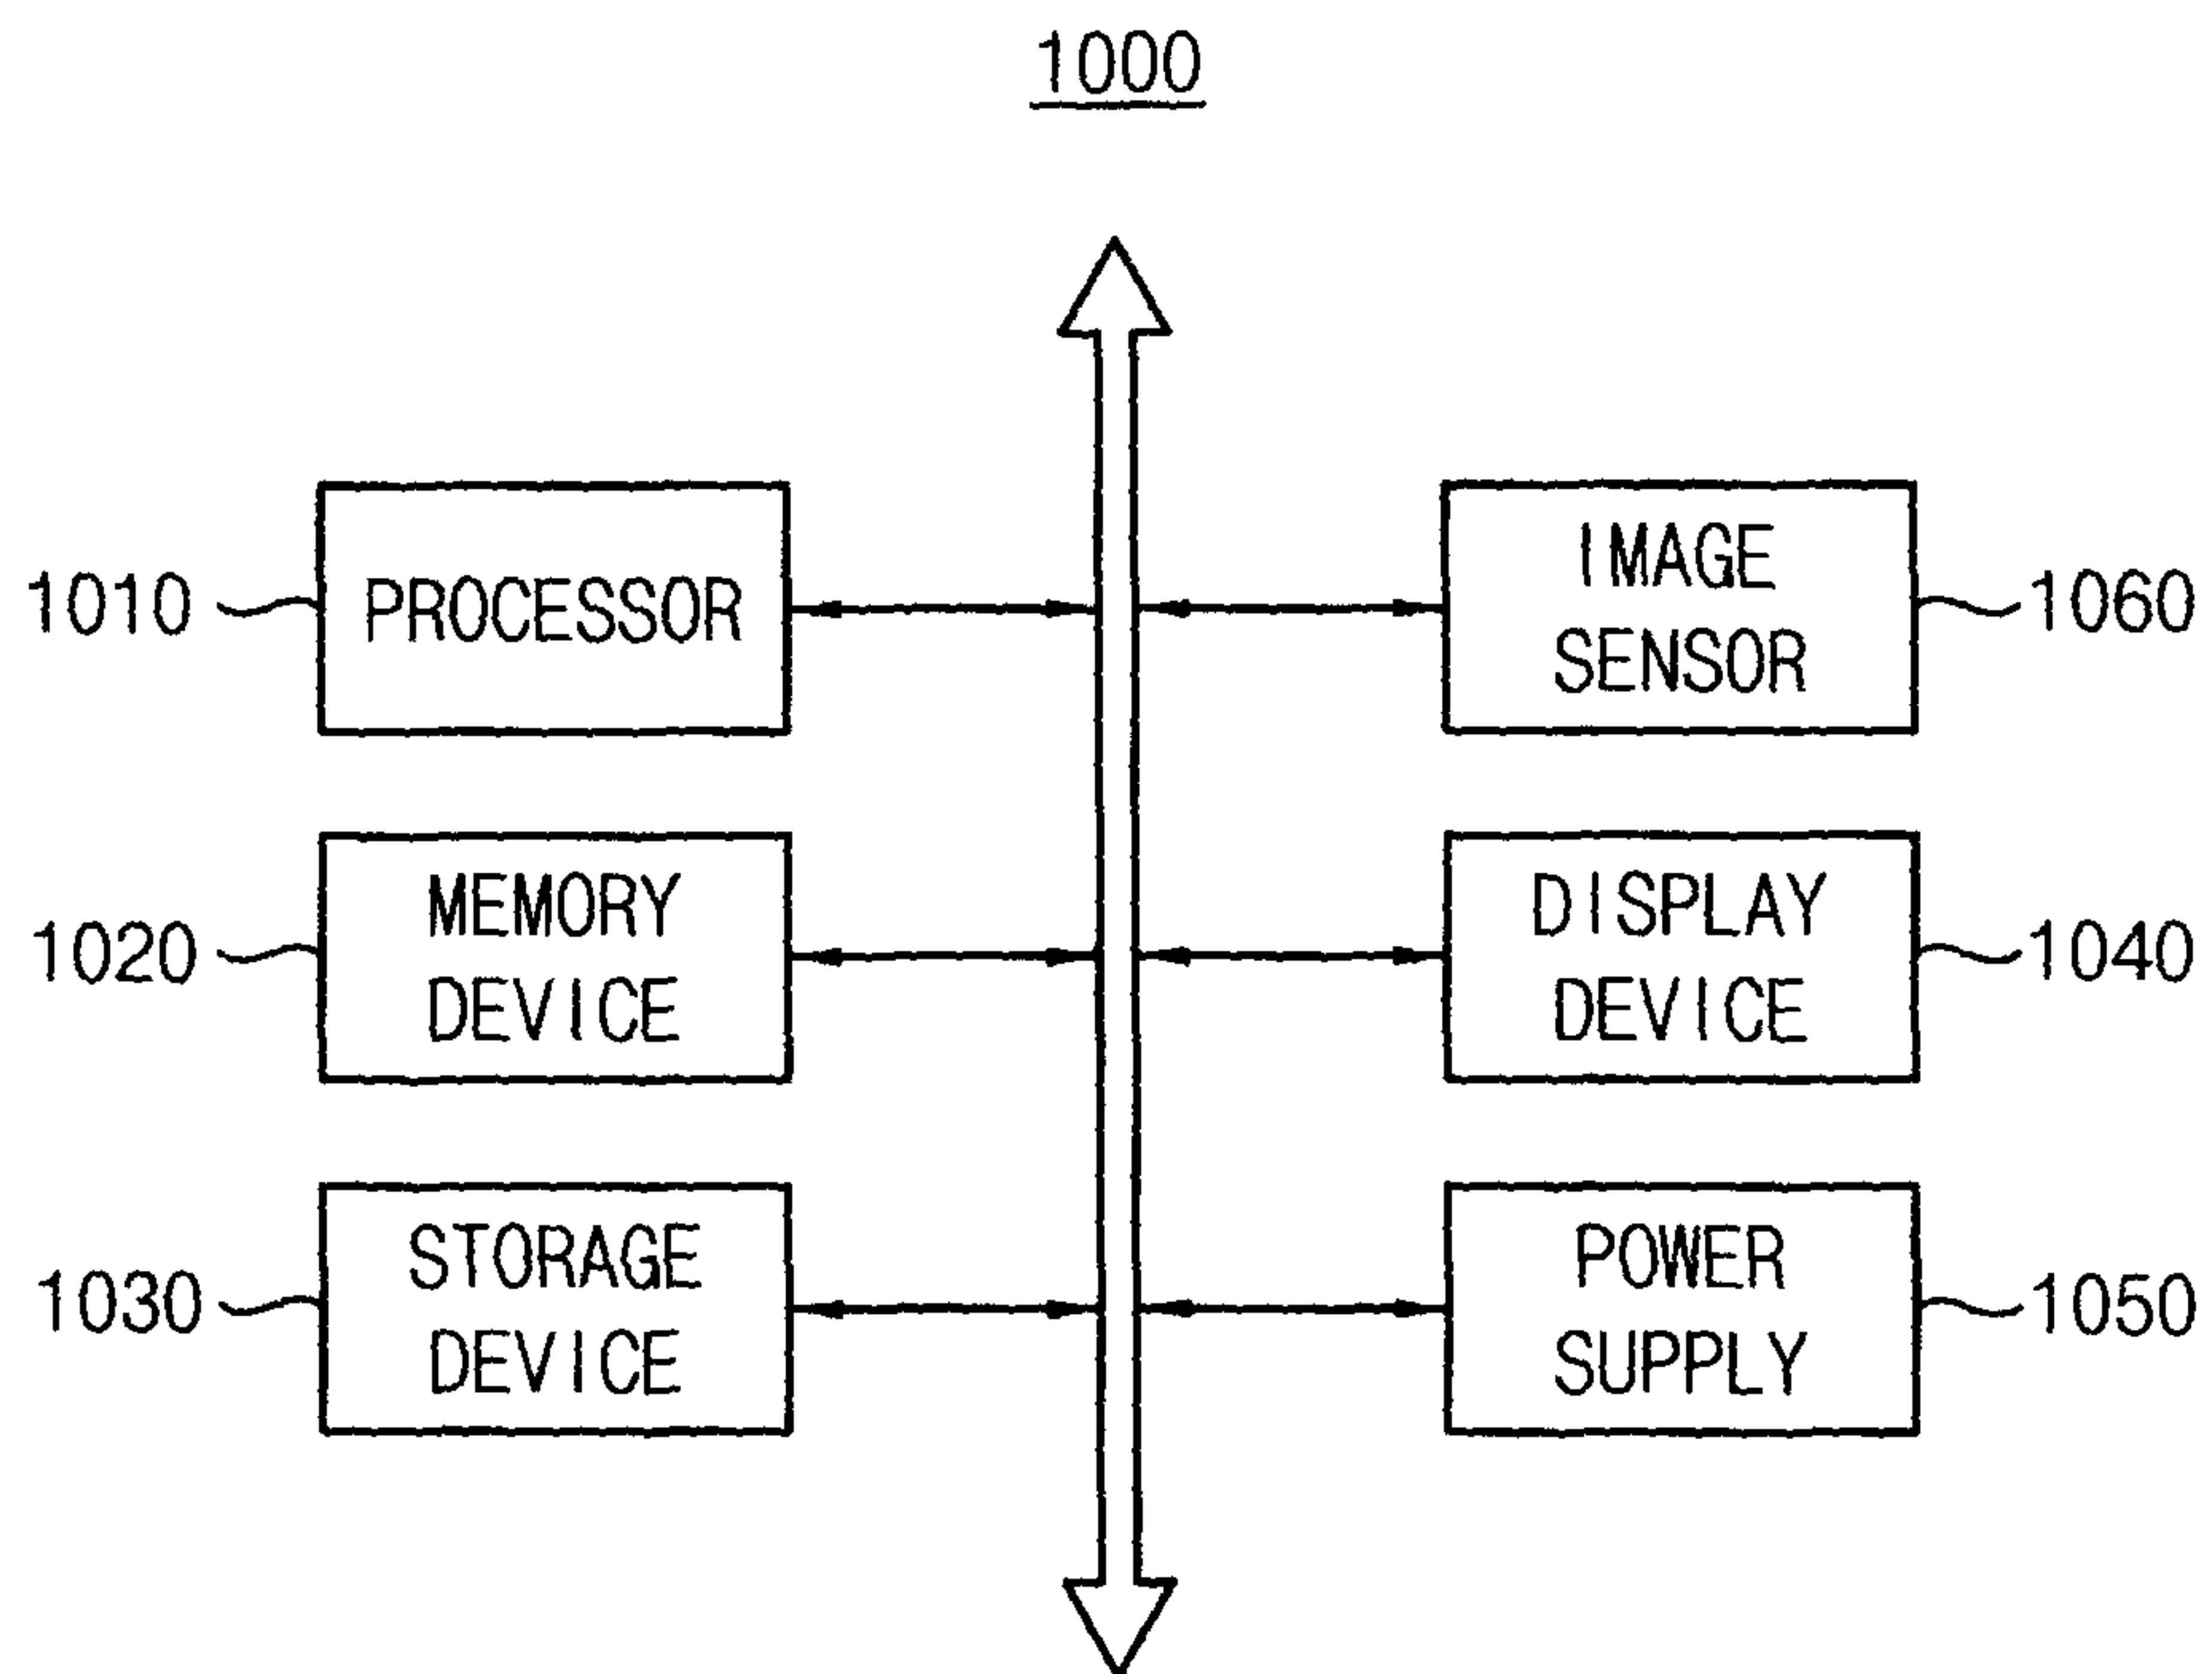 1000
1010
PROCESSOR
IMAGE
SENSOR
1060
1020
MEMORY
DEVICE
DISPLAY
DEVICE
1040
1030
STORAGE
DEVICE
POWER
SUPPLY
1050